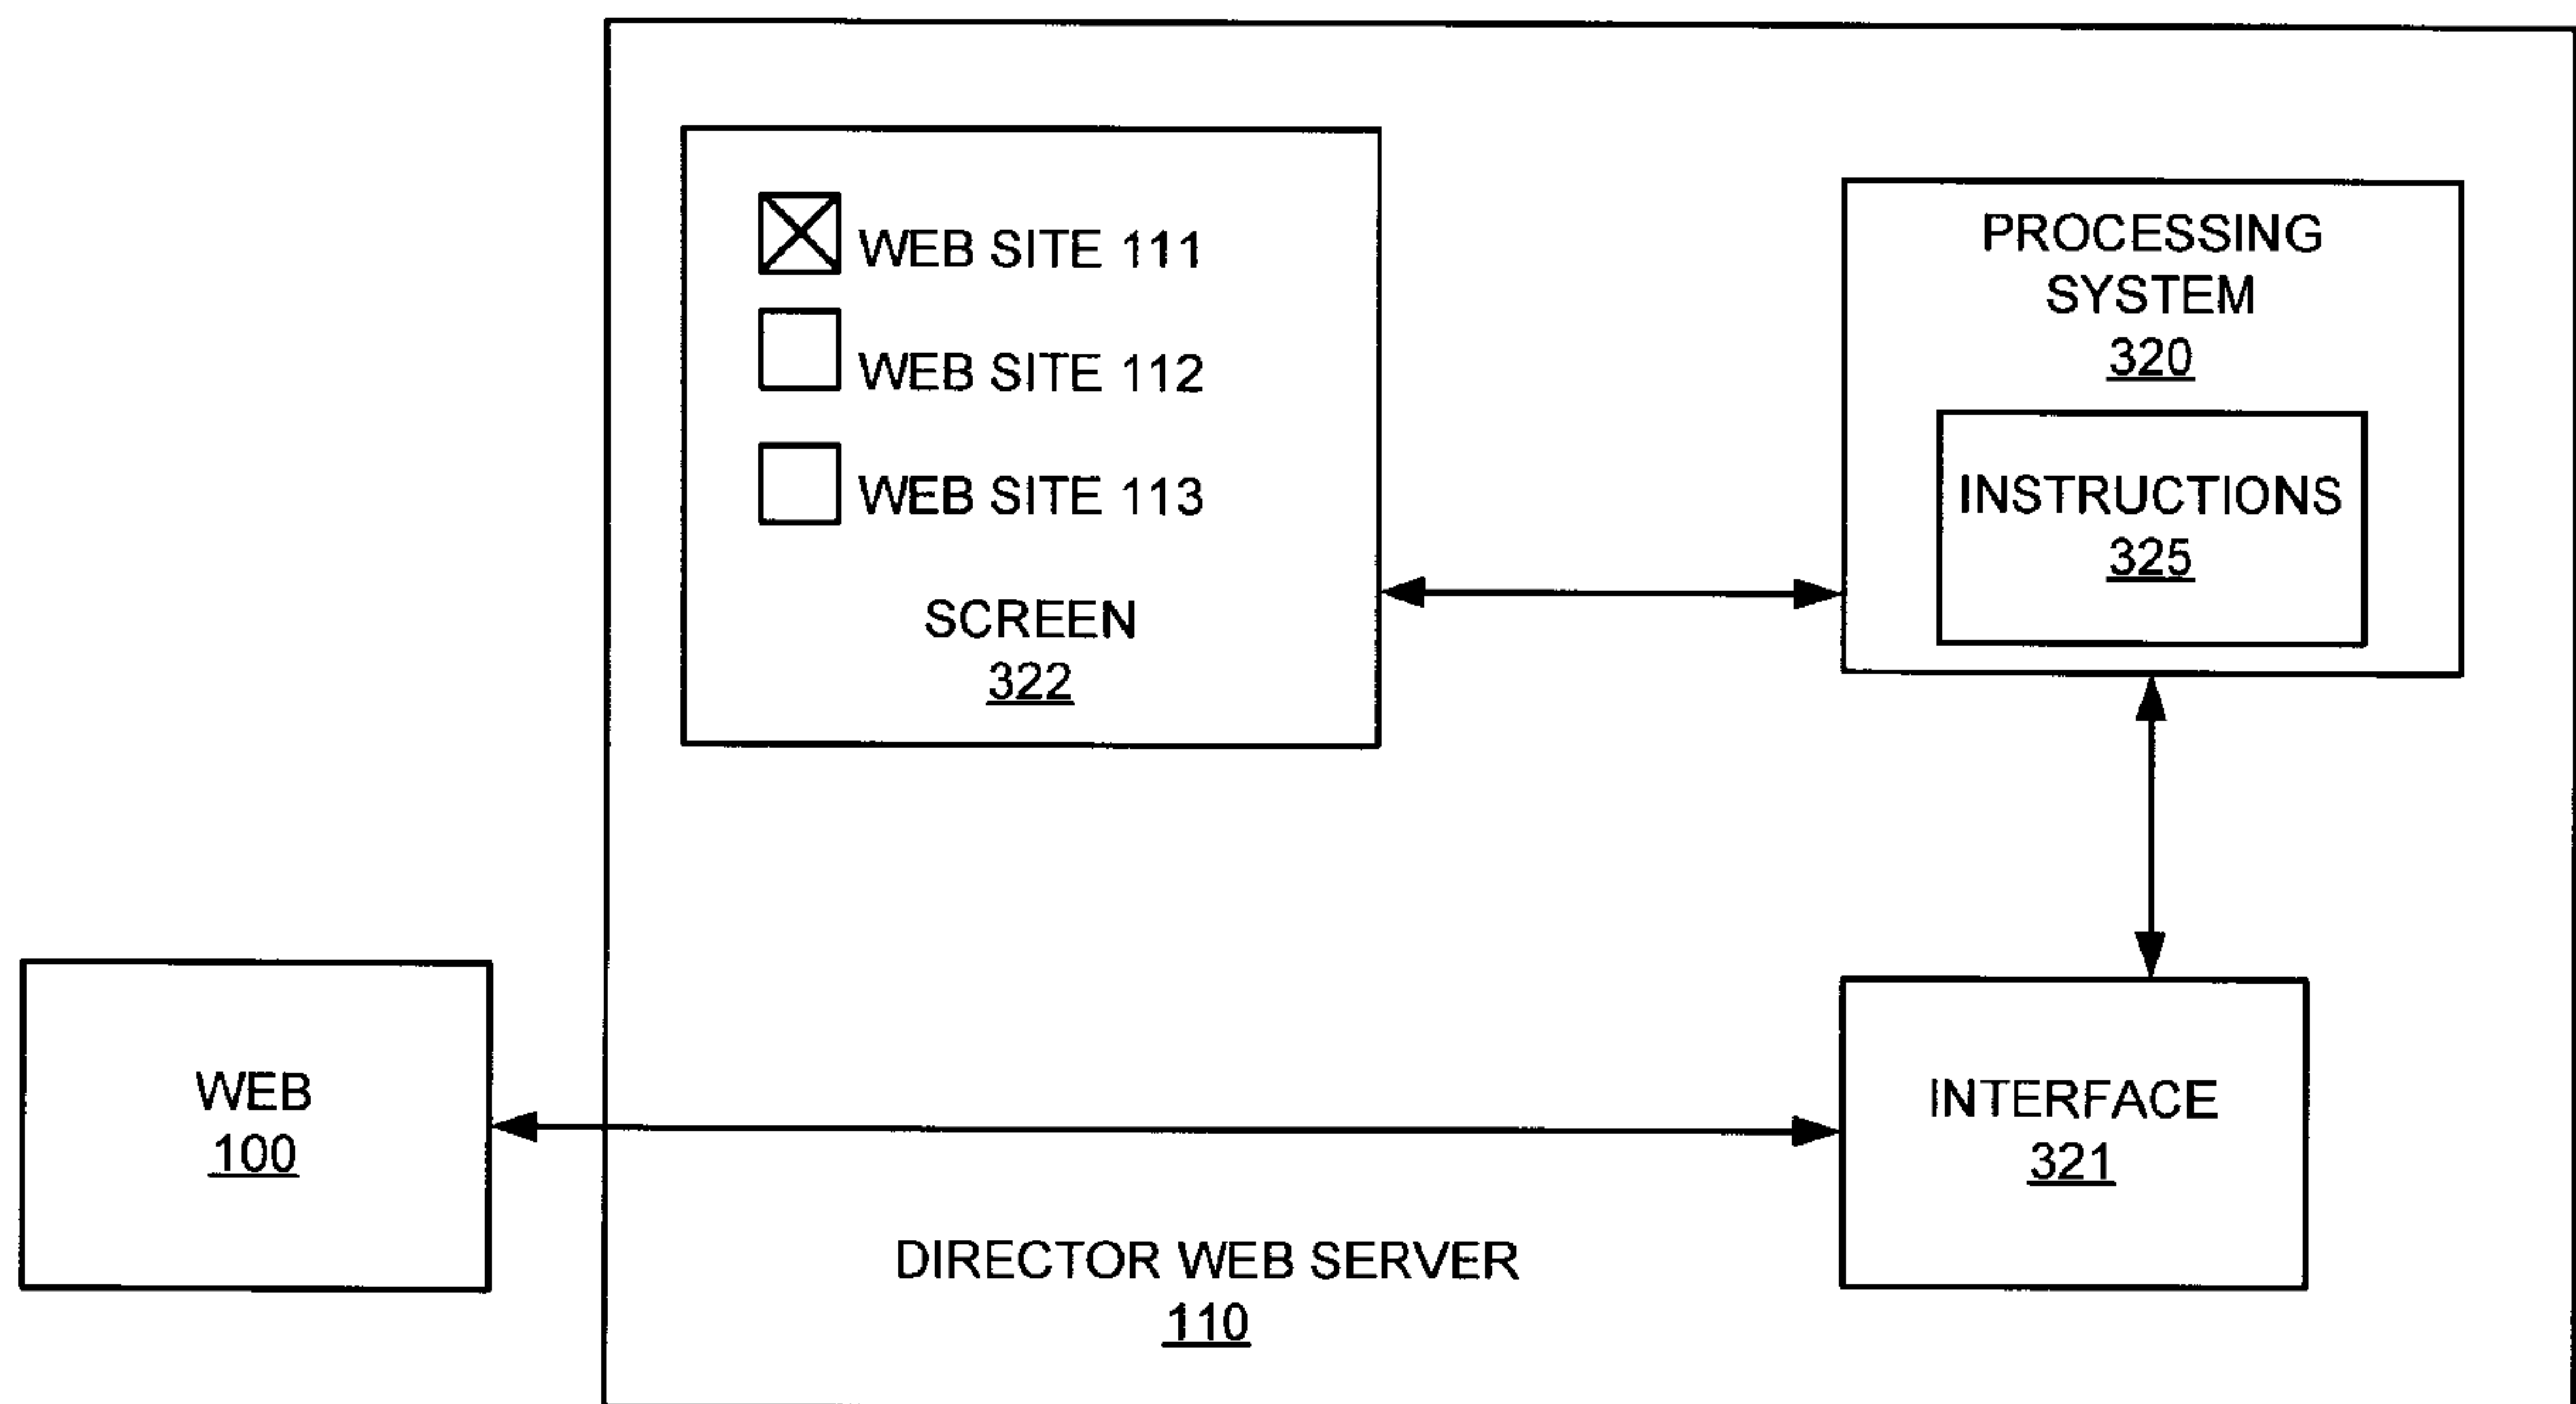 WEB SITE 111
WEB SITE 112
WEB SITE 113
SCREEN
322
PROCESSING
SYSTEM
320
INSTRUCTIONS
325
WEB
100
INTERFACE
321
DIRECTOR WEB SERVER
110